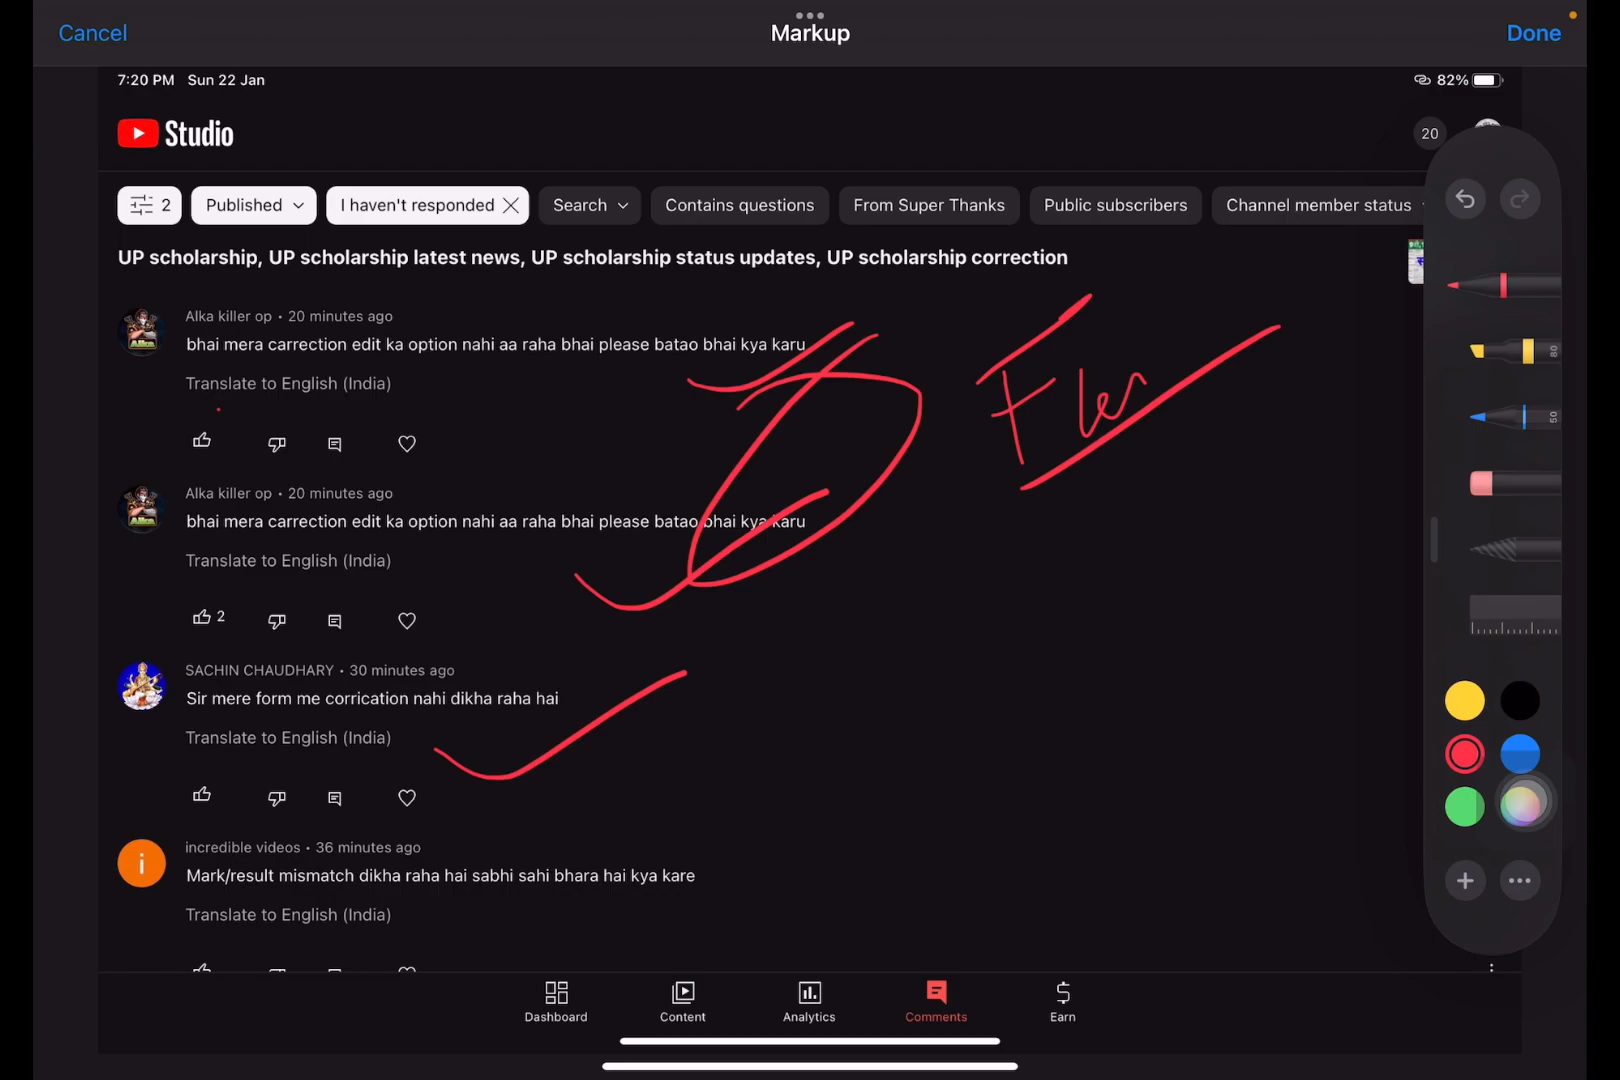 Cancel
Markup
Done
7:20 PM Sun 22 Jan
82%
Studio
20
2
Published
I haven't responded
Search
Contains questions
From Super Thanks
Public subscribers
Channel member status
UP scholarship, UP scholarship latest news, UP scholarship status updates, UP scholarship correction
Alka killer op • 20 minutes ago
bhai mera carrection edit ka option nahi aa raha bhai please batao bhai kya karu
Translate to English (India)
Alka killer op • 20 minutes ago
bhai mera carrection edit ka option nahi aa raha bhai please batao bhai kya karu
Translate to English (India)
2
SACHIN CHAUDHARY • 30 minutes ago
Sir mere form me corrication nahi dikha raha hai
Translate to English (India)
i
incredible videos • 36 minutes ago
Mark/result mismatch dikha raha hai sabhi sahi bhara hai kya kare
Translate to English (India)
80
50
Dashboard
Content
Analytics
Comments
Earn